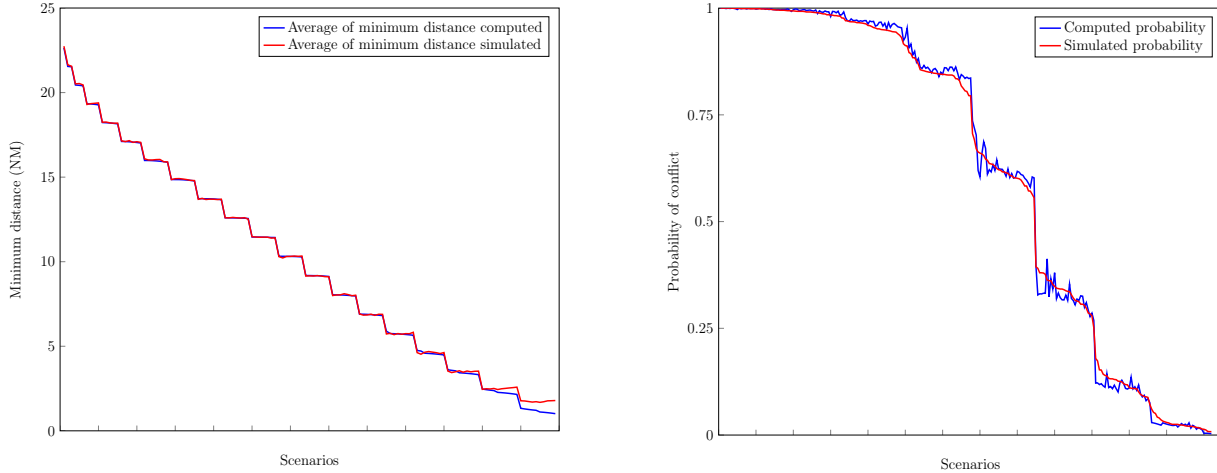 25
20
15
10
5
0
Minimum distance (NM)
Scenarios
Average of minimum distance computed
Average of minimum distance simulated
1
0.75
0.5
0.25
0
Probability of conflict
Scenarios
Computed probability
Simulated probability